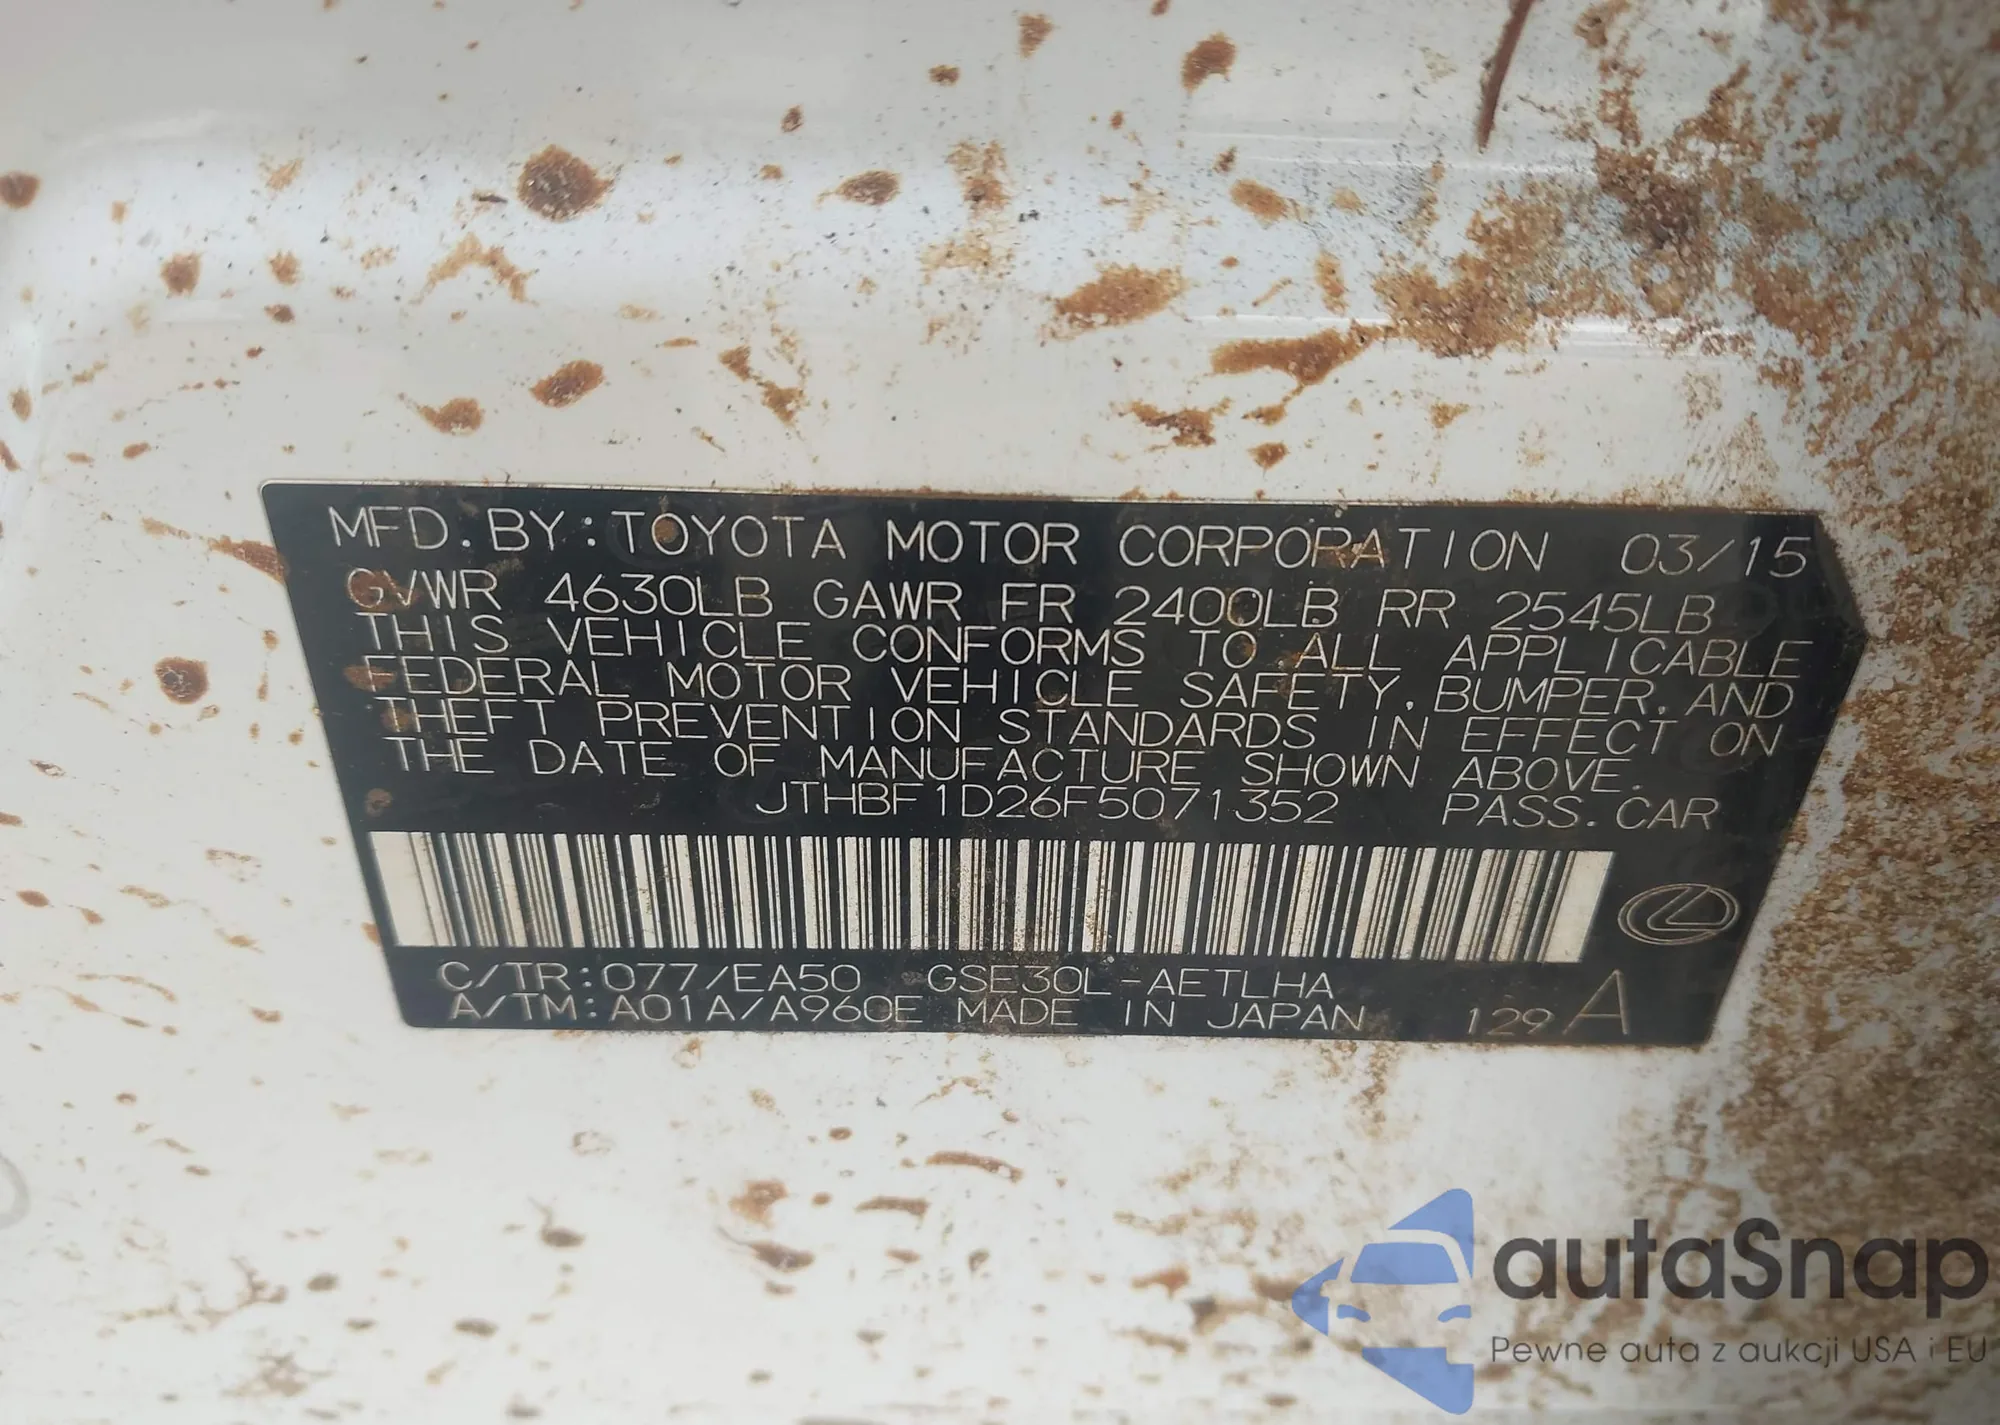 MFD. BY: TOYOTA MOTOR CORPORATION 03/15
GVWR 4630LB GAWR FR 2400LB RR 2545LB
THIS VEHICLE CONFORMS TO ALL APPLICABLE
FEDERAL MOTOR VEHICLE SAFETY, BUMPER, AND
THEFT PREVENTION STANDARDS IN EFFECT ON
THE DATE OF MANUFACTURE SHOWN ABOVE.
JTHBF1D26F5071352 PASS. CAR
C/TR: 077/EA50 GSE30L-AETLHA
A/TM: A01A/A960E MADE IN JAPAN 129 A
autaSnap
Pewne auta z aukcji USA i EU